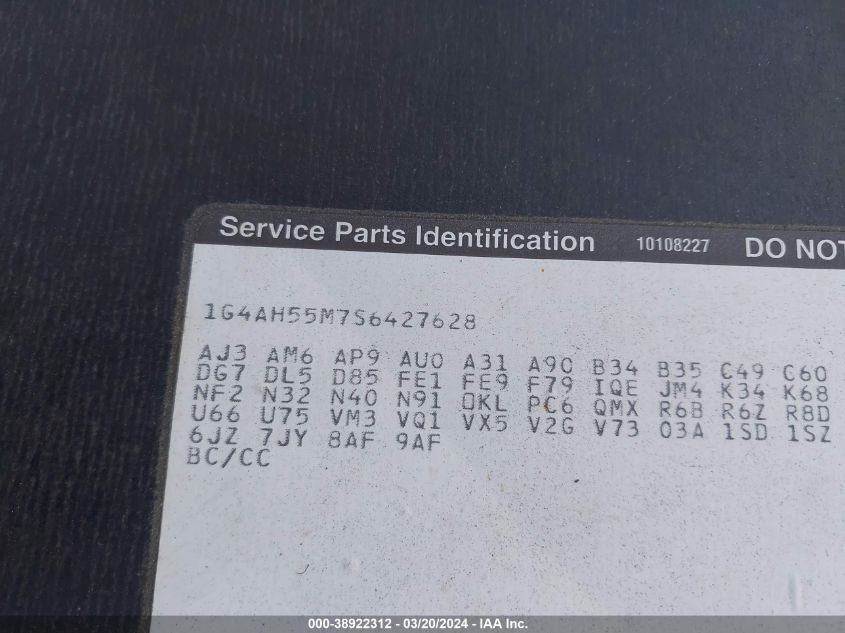 Service Parts Identification 10108227 DO NOT
1G4AH55M7S6427628
AJ3 AM6 AP9 AU0 A31 A90 B34 B35 C49 C60
DG7 DL5 D85 FE1 FE9 F79 IQE JM4 K34 K68
NF2 N32 N40 N91 OKL PC6 QMX R6B R6Z R8D
U66 U75 VM3 VQ1 VX5 V2G V73 03A 1SD 1SZ
6JZ 7JY 8AF 9AF
BC/CC
000-38922312 - 03/20/2024 - IAA Inc.